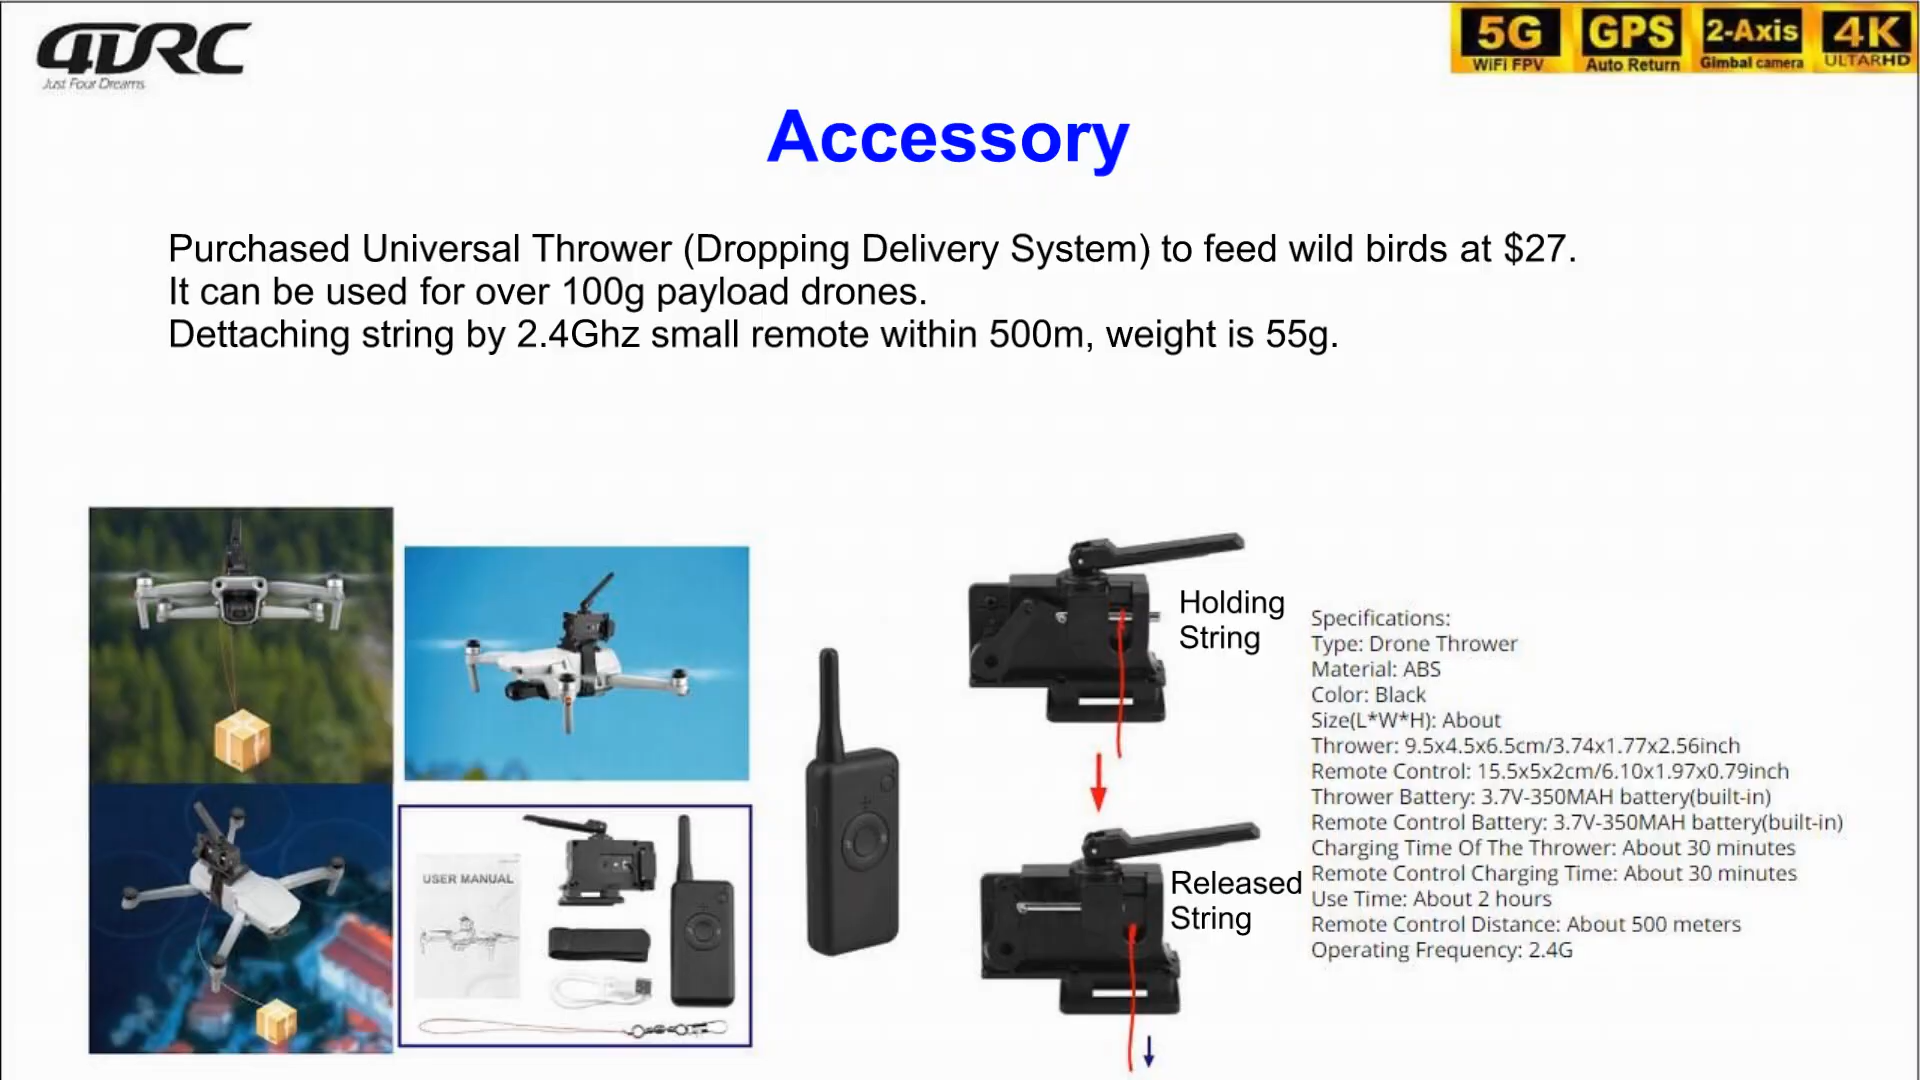 4DRC
Just Four Dreams
5G
WiFi FPV
GPS
Auto Return
2-Axis
Gimbal camera
4K
ULTARHD
Accessory
Purchased Universal Thrower (Dropping Delivery System) to feed wild birds at $27.
It can be used for over 100g payload drones.
Dettaching string by 2.4Ghz small remote within 500m, weight is 55g.
USER MANUAL
Holding
String
Released
String
Specifications:
Type: Drone Thrower
Material: ABS
Color: Black
Size(L*W*H): About
Thrower: 9.5x4.5x6.5cm/3.74x1.77x2.56inch
Remote Control: 15.5x5x2cm/6.10x1.97x0.79inch
Thrower Battery: 3.7V-350MAH battery(built-in)
Remote Control Battery: 3.7V-350MAH battery(built-in)
Charging Time Of The Thrower: About 30 minutes
Remote Control Charging Time: About 30 minutes
Use Time: About 2 hours
Remote Control Distance: About 500 meters
Operating Frequency: 2.4G